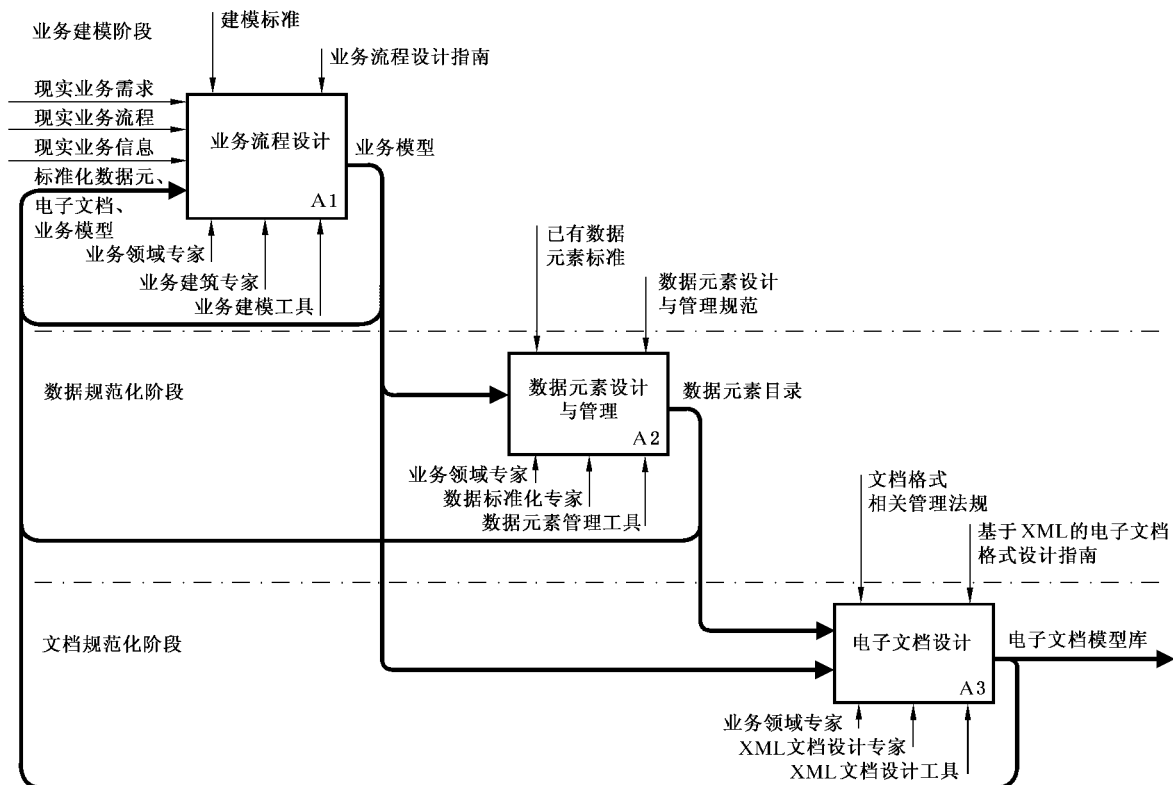 业务建模阶段
建模标准
业务流程设计指南
现实业务需求
现实业务流程
现实业务信息
标准化数据元、
电子文档、
业务模型
业务流程设计
A1
业务模型
业务领域专家
业务建筑专家
业务建模工具
已有数据
元素标准
数据元素设计
与管理规范
数据规范化阶段
数据元素设计
与管理
A2
数据元素目录
业务领域专家
数据标准化专家
数据元素管理工具
文档格式
相关管理法规
基于XML的电子文档
格式设计指南
文档规范化阶段
电子文档设计
A3
电子文档模型库
业务领域专家
XML文档设计专家
XML文档设计工具